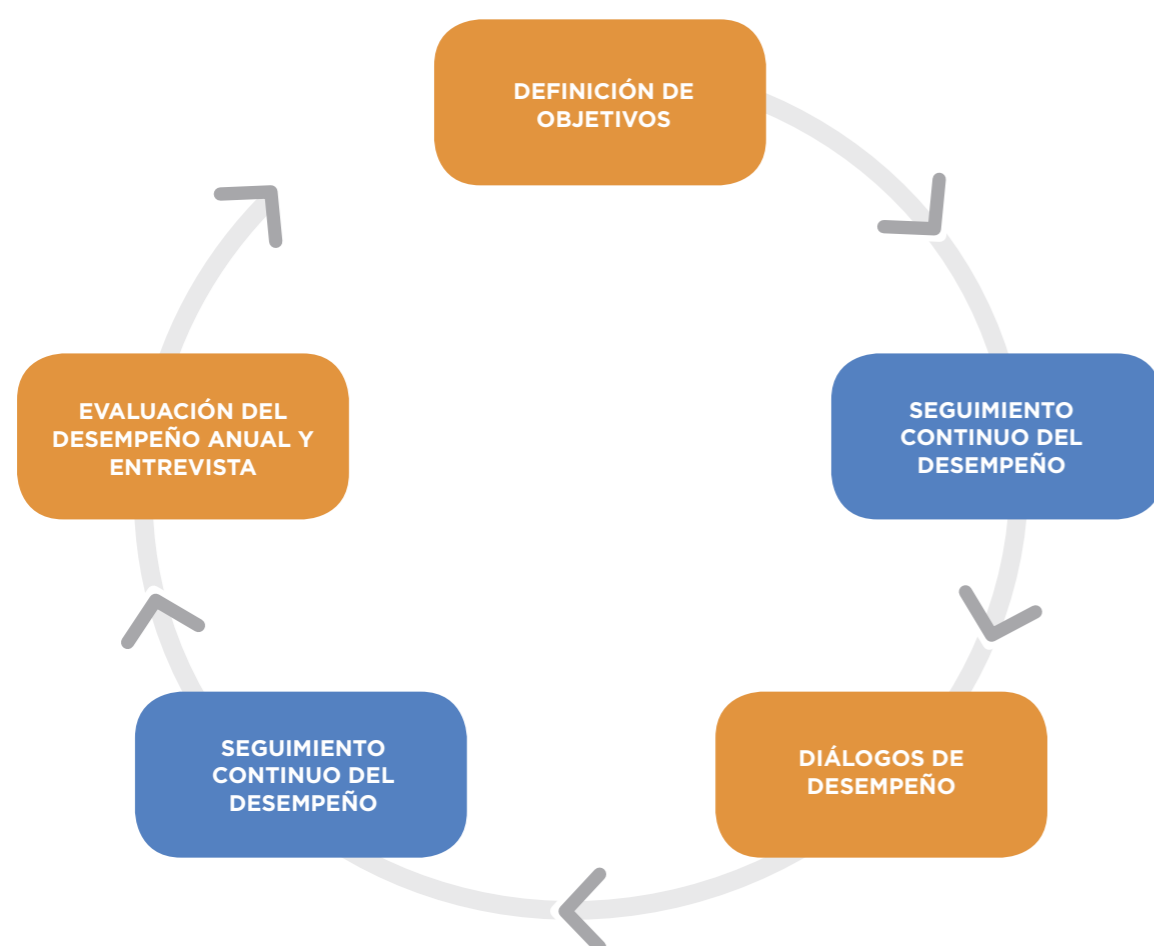 DEFINICIÓN DE
OBJETIVOS
SEGUIMIENTO
CONTINUO DEL
DESEMPEÑO
DIÁLOGOS DE
DESEMPEÑO
SEGUIMIENTO
CONTINUO DEL
DESEMPEÑO
EVALUACIÓN DEL
DESEMPEÑO ANUAL Y
ENTREVISTA